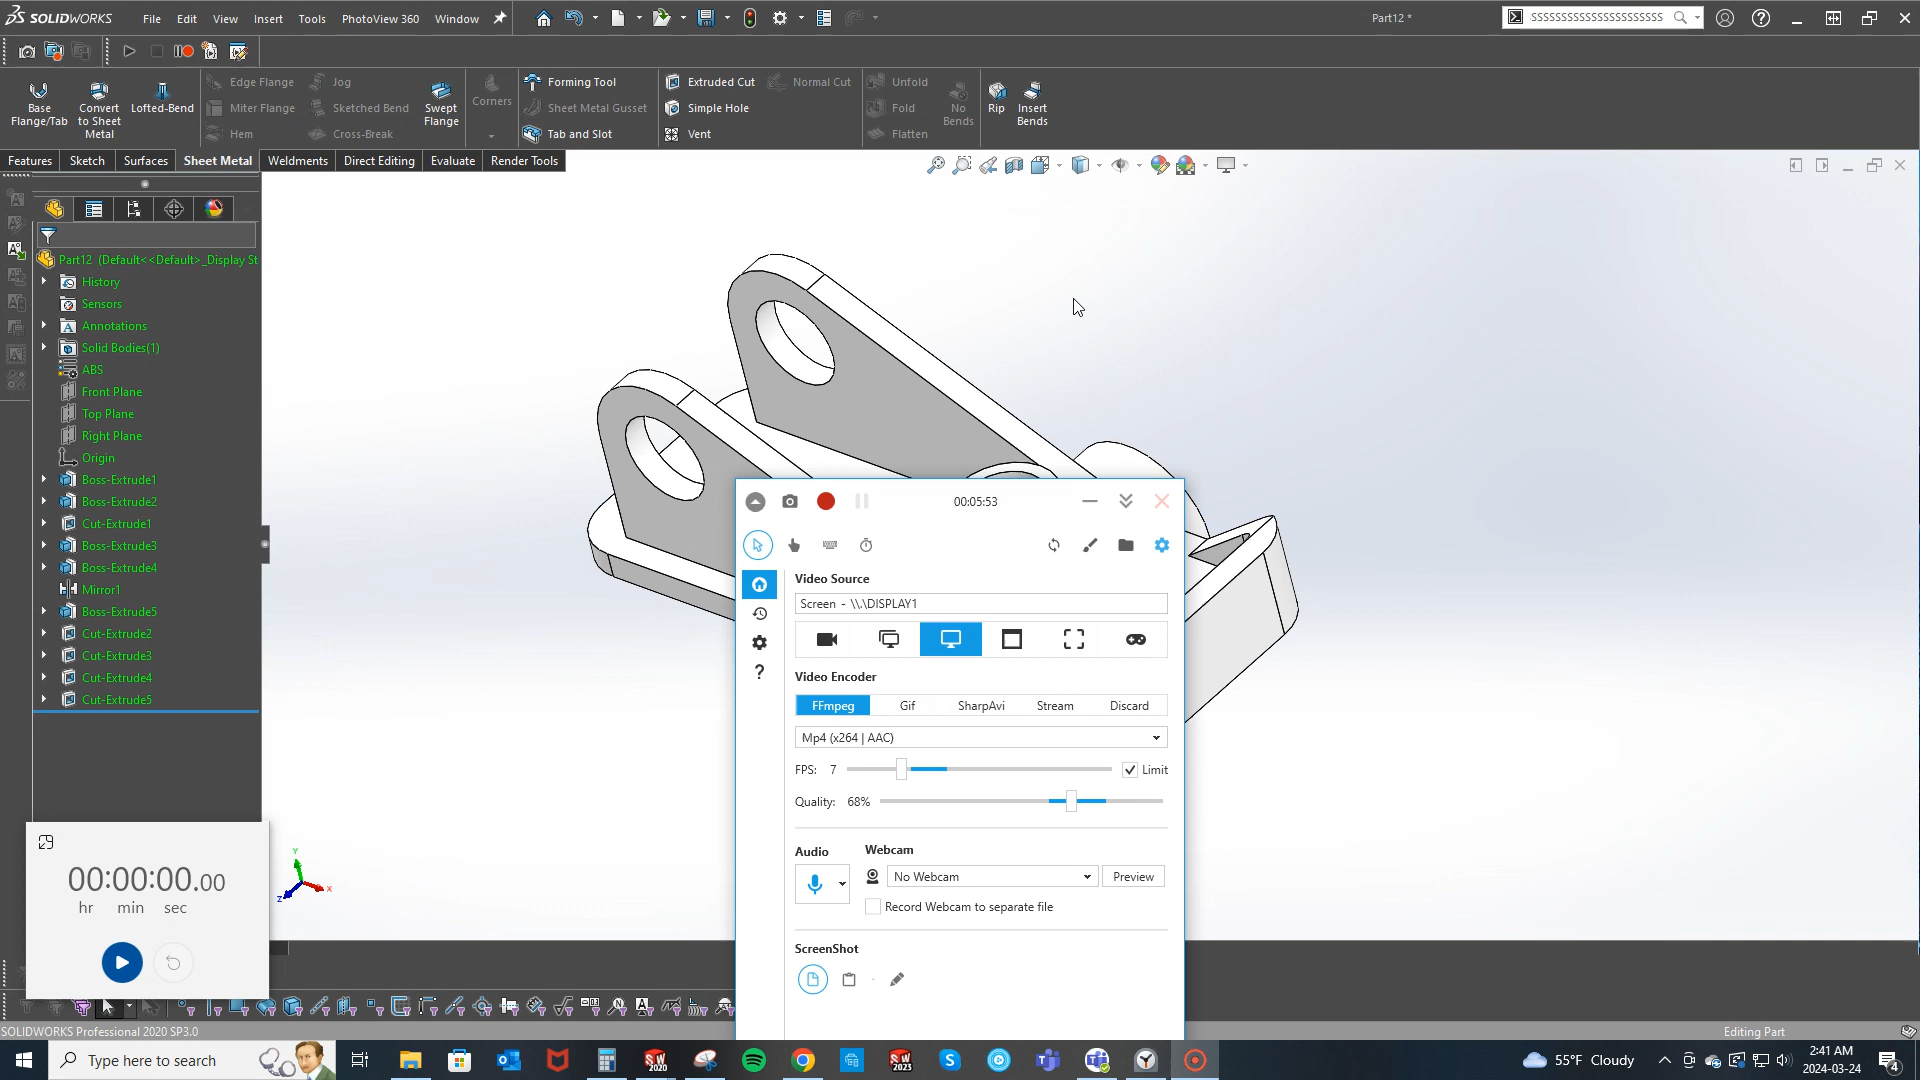 SOLIDWORKS File Edit View Insert Tools PhotoView 360 Window Part12 * SSSSSSSSSSSSSSSSSSSSSS
Edge Flange Jog Forming Tool Extruded Cut Normal Cut Unfold
Base Flange/Tab
Convert to Sheet Metal
Lofted-Bend
Miter Flange Sketched Bend
Swept Flange
Corners
Sheet Metal Gusset Simple Hole Fold
No Bends
Rip
Insert Bends
Hem Cross-Break Tab and Slot Vent Flatten
Features Sketch Surfaces Sheet Metal Weldments Direct Editing Evaluate Render Tools
Part12 (Default<<Default>_Display St
History
Sensors
Annotations
Solid Bodies(1)
ABS
Front Plane
Top Plane
Right Plane
Origin
Boss-Extrude1
Boss-Extrude2
Cut-Extrude1
Boss-Extrude3
Boss-Extrude4
Mirror1
Boss-Extrude5
Cut-Extrude2
Cut-Extrude3
Cut-Extrude4
Cut-Extrude5
00:05:53
Video Source
Screen - \\.\DISPLAY1
Video Encoder
FFmpeg Gif SharpAvi Stream Discard
Mp4 (x264 | AAC)
FPS: 7 Limit
Quality: 68%
Audio Webcam
No Webcam Preview
Record Webcam to separate file
ScreenShot
00:00:00.00
hr min sec
Y
X
Z
SOLIDWORKS Professional 2020 SP3.0 Editing Part
Type here to search
SW 2020
SW 2023
55°F Cloudy
2:41 AM
2024-03-24
4